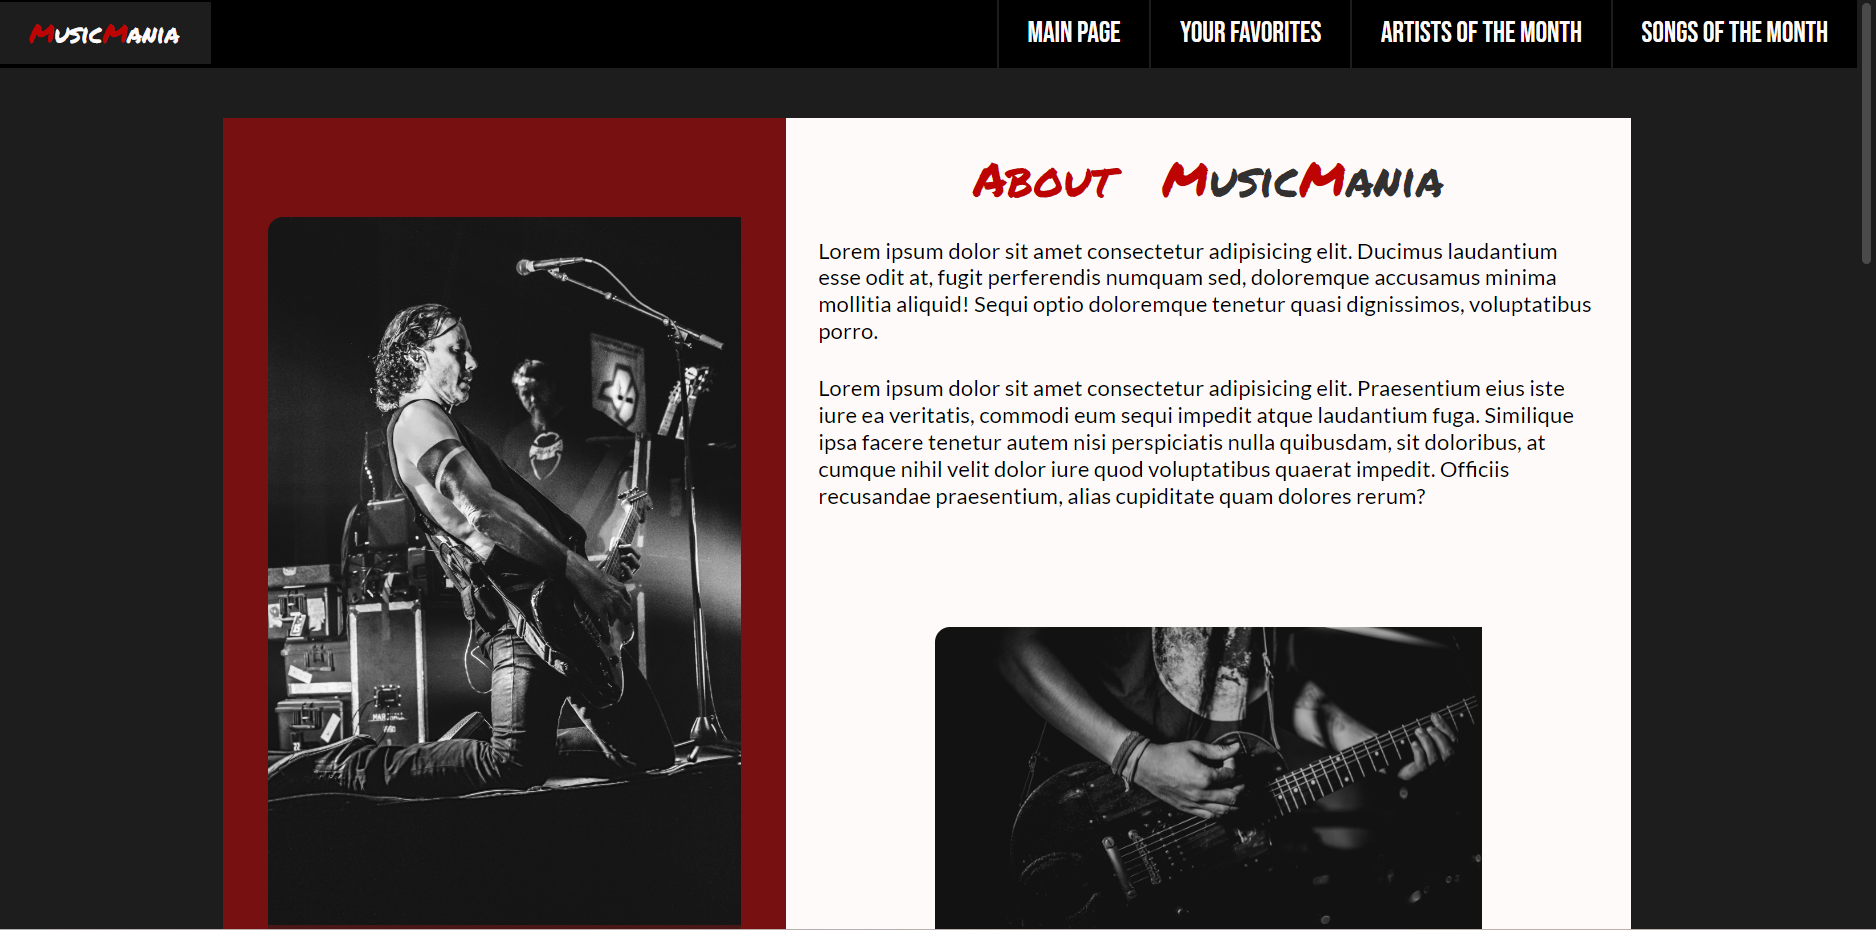 MusicMania
MAIN PAGE
YOUR FAVORITES
ARTISTS OF THE MONTH
SONGS OF THE MONTH
About MusicMania
Lorem ipsum dolor sit amet consectetur adipisicing elit. Ducimus laudantium
esse odit at, fugit perferendis numquam sed, doloremque accusamus minima
mollitia aliquid! Sequi optio doloremque tenetur quasi dignissimos, voluptatibus
porro.
Lorem ipsum dolor sit amet consectetur adipisicing elit. Praesentium eius iste
iure ea veritatis, commodi eum sequi impedit atque laudantium fuga. Similique
ipsa facere tenetur autem nisi perspiciatis nulla quibusdam, sit doloribus, at
cumque nihil velit dolor iure quod voluptatibus quaerat impedit. Officiis
recusandae praesentium, alias cupiditate quam dolores rerum?